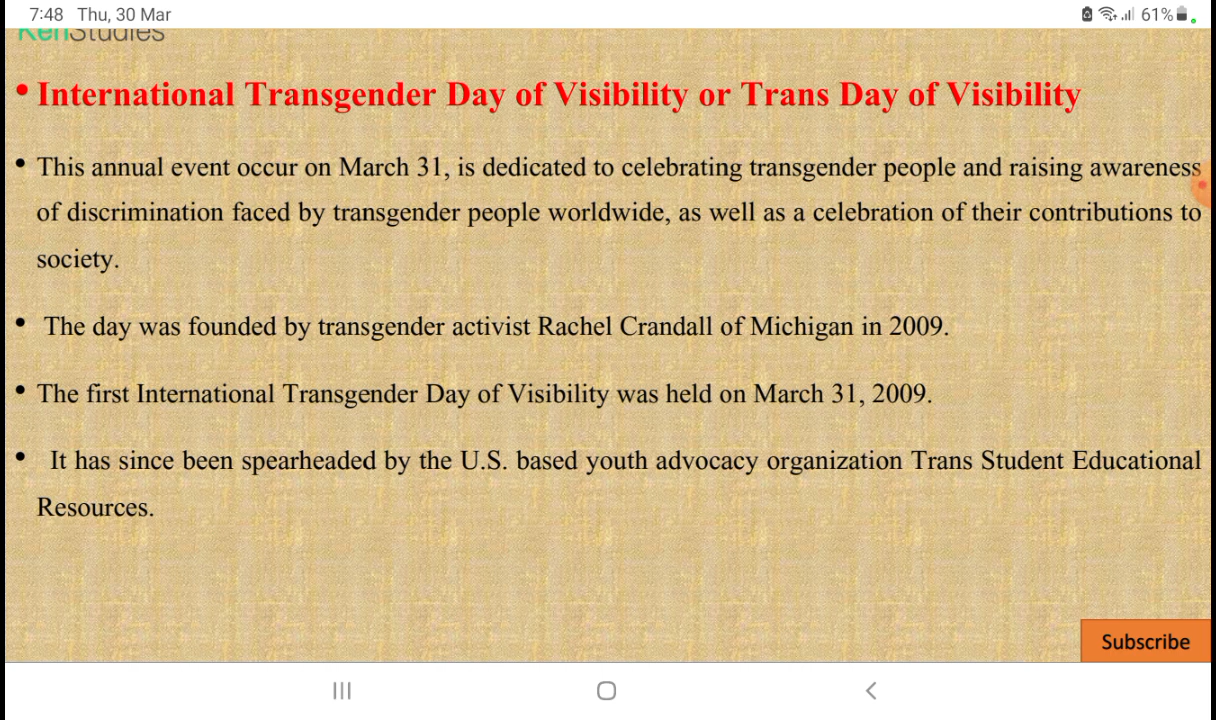 7:48 Thu, 30 Mar 61%
KenStudies
• International Transgender Day of Visibility or Trans Day of Visibility
• This annual event occur on March 31, is dedicated to celebrating transgender people and raising awareness
of discrimination faced by transgender people worldwide, as well as a celebration of their contributions to
society.
• The day was founded by transgender activist Rachel Crandall of Michigan in 2009.
• The first International Transgender Day of Visibility was held on March 31, 2009.
• It has since been spearheaded by the U.S. based youth advocacy organization Trans Student Educational
Resources.
Subscribe